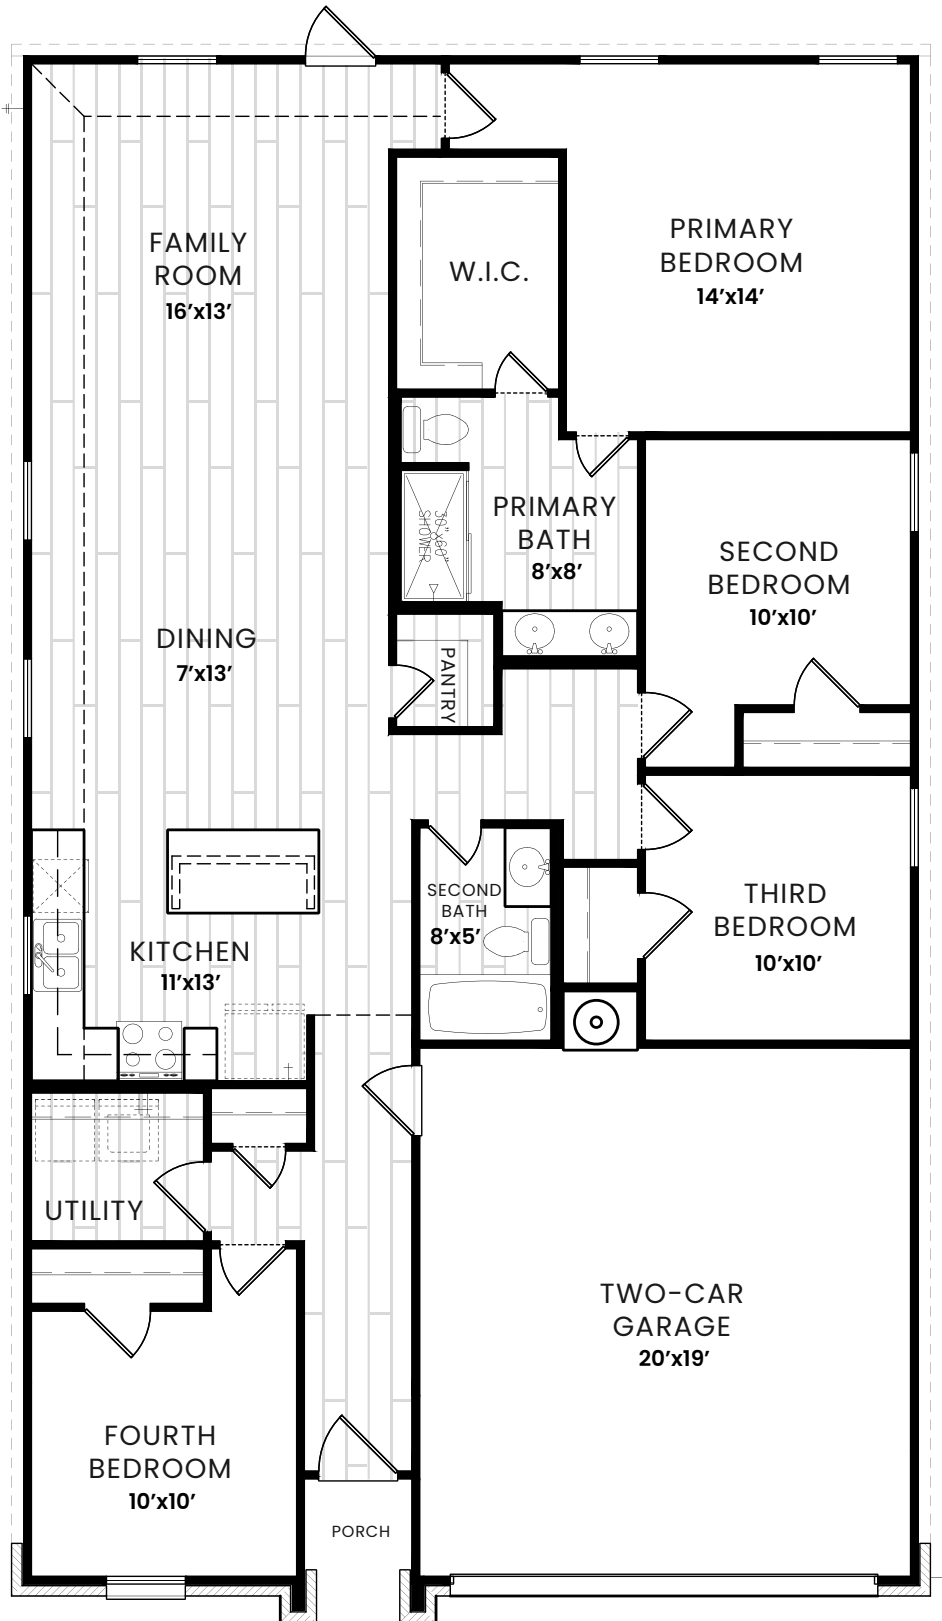 FAMILY
ROOM
16'x13'
W.I.C.
PRIMARY
BEDROOM
14'x14'
PRIMARY
BATH
8'x8'
30"x60"
SHOWER
SECOND
BEDROOM
10'x10'
DINING
7'x13'
PANTRY
SECOND
BATH
8'x5'
THIRD
BEDROOM
10'x10'
KITCHEN
11'x13'
UTILITY
TWO-CAR
GARAGE
20'x19'
FOURTH
BEDROOM
10'x10'
PORCH